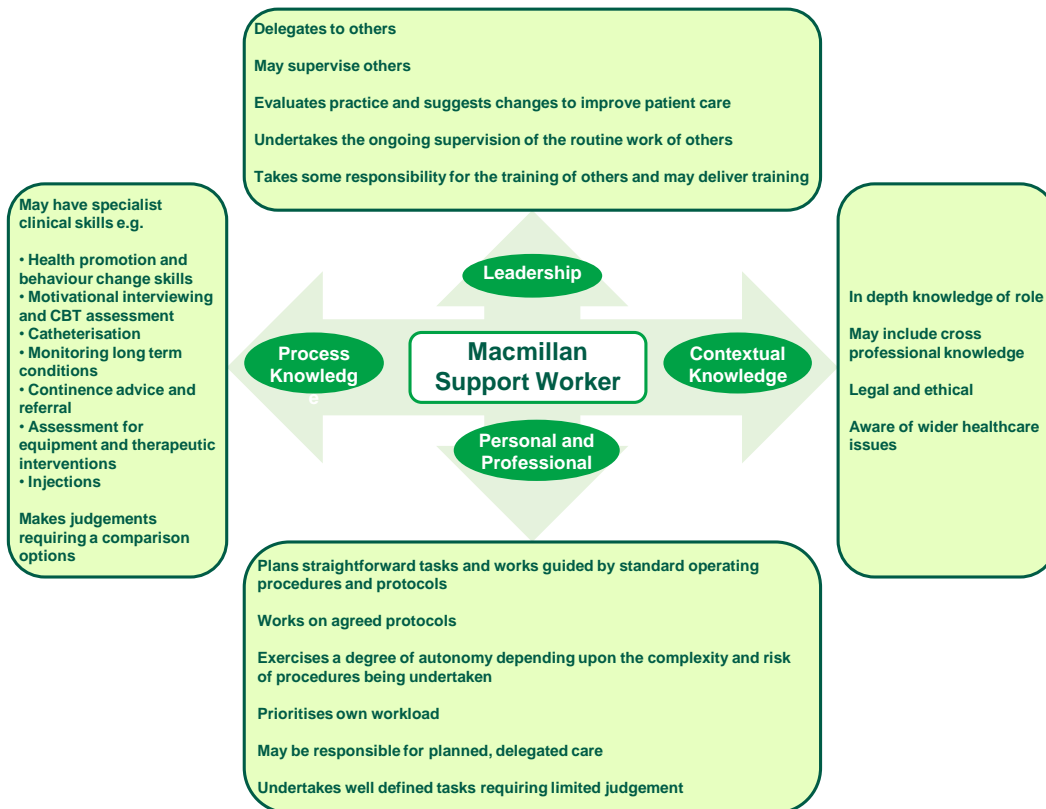 Delegates to others
May supervise others
Evaluates practice and suggests changes to improve patient care
Undertakes the ongoing supervision of the routine work of others
Takes some responsibility for the training of others and may deliver training
May have specialist
clinical skills e.g.
• Health promotion and
behaviour change skills
• Motivational interviewing
and CBT assessment
• Catheterisation
• Monitoring long term
conditions
• Continence advice and
referral
• Assessment for
equipment and therapeutic
interventions
• Injections
Makes judgements
requiring a comparison
options
Leadership
Process
Knowledg
e
Macmillan
Support Worker
Contextual
Knowledge
Personal and
Professional
In depth knowledge of role
May include cross
professional knowledge
Legal and ethical
Aware of wider healthcare
issues
Plans straightforward tasks and works guided by standard operating
procedures and protocols
Works on agreed protocols
Exercises a degree of autonomy depending upon the complexity and risk
of procedures being undertaken
Prioritises own workload
May be responsible for planned, delegated care
Undertakes well defined tasks requiring limited judgement